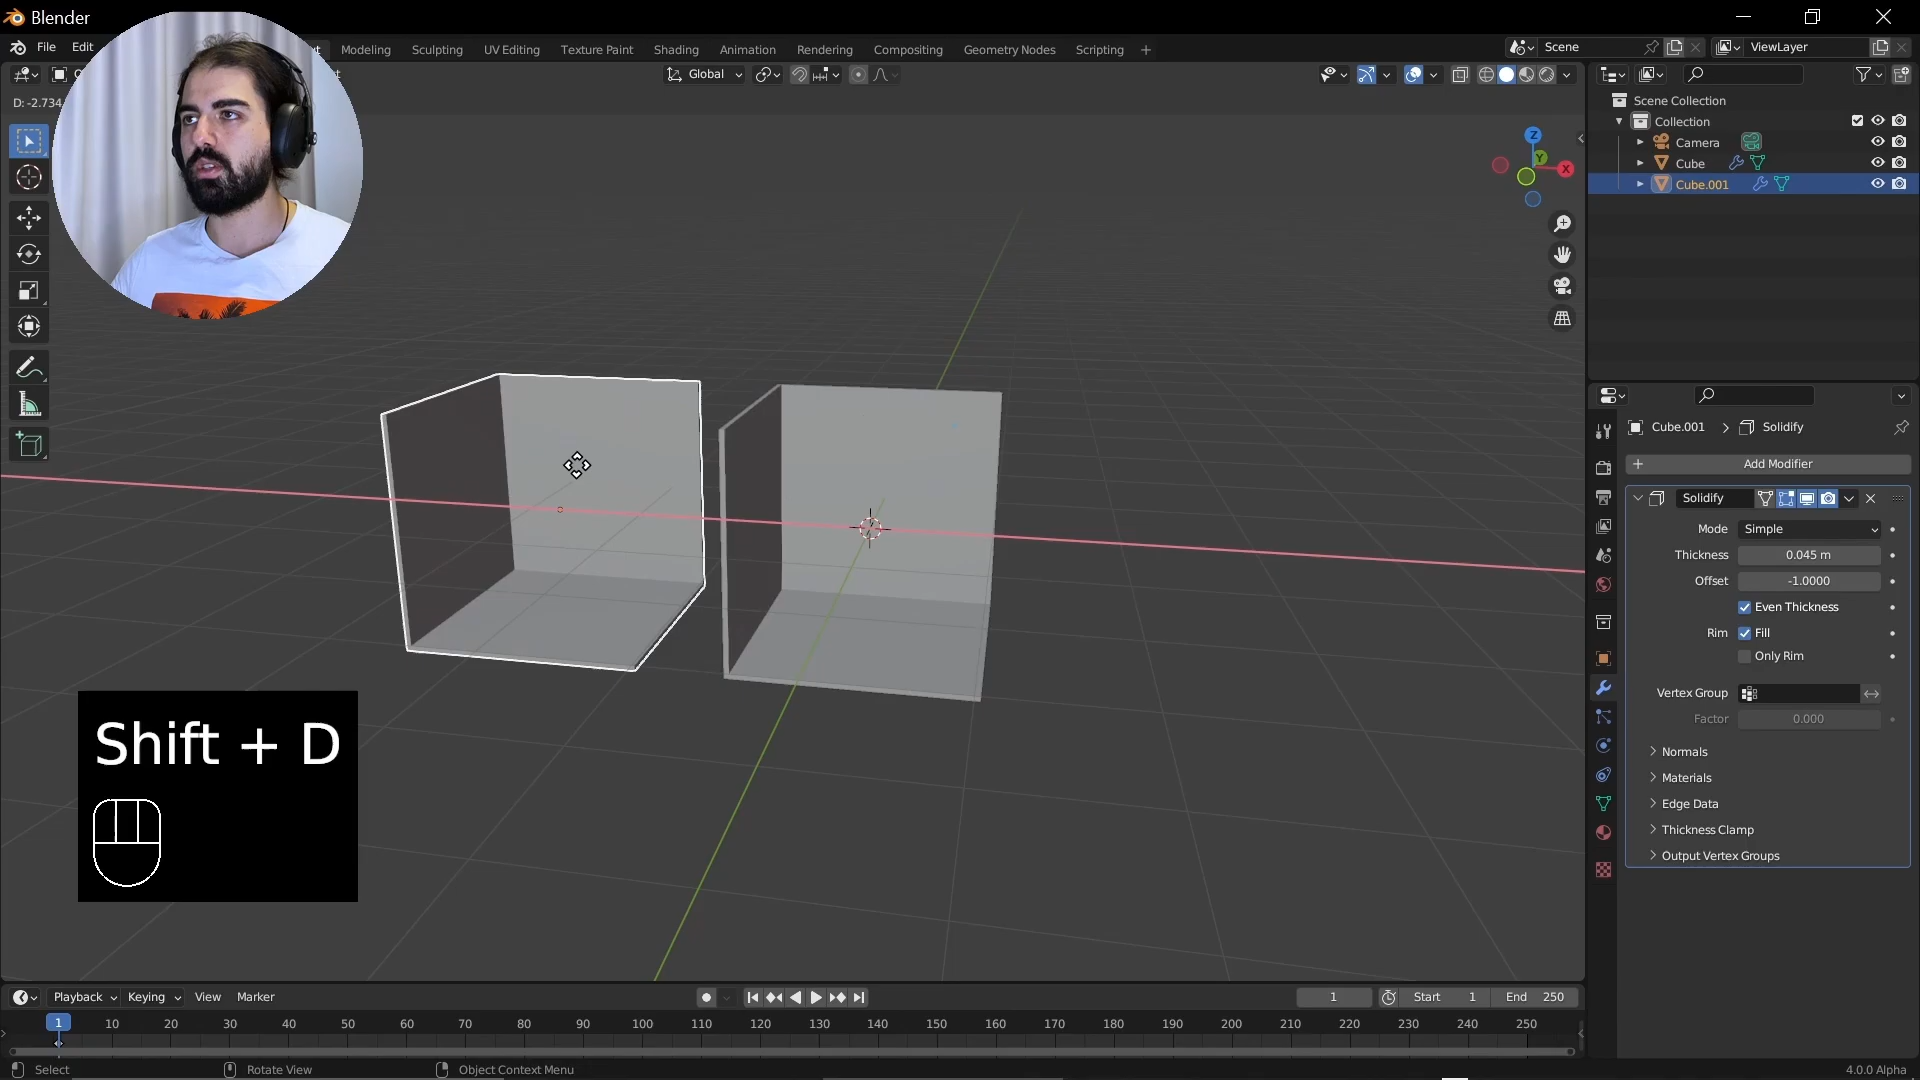 Blender
File Edit Modeling Sculpting UV Editing Texture Paint Shading Animation Rendering Compositing Geometry Nodes Scripting + Scene ViewLayer
Global
D: -2.734
Z
Y
X
Scene Collection
Collection
Camera
Cube
Cube.001
Cube.001 > Solidify
+ Add Modifier
Solidify
Mode Simple
Thickness 0.045 m
Offset -1.0000
Even Thickness
Rim Fill
Only Rim
Vertex Group
Factor 0.000
Normals
Materials
Edge Data
Thickness Clamp
Output Vertex Groups
Shift + D
Playback Keying View Marker 1 Start 1 End 250
1 10 20 30 40 50 60 70 80 90 100 110 120 130 140 150 160 170 180 190 200 210 220 230 240 250
Select Rotate View Object Context Menu 4.0.0 Alpha